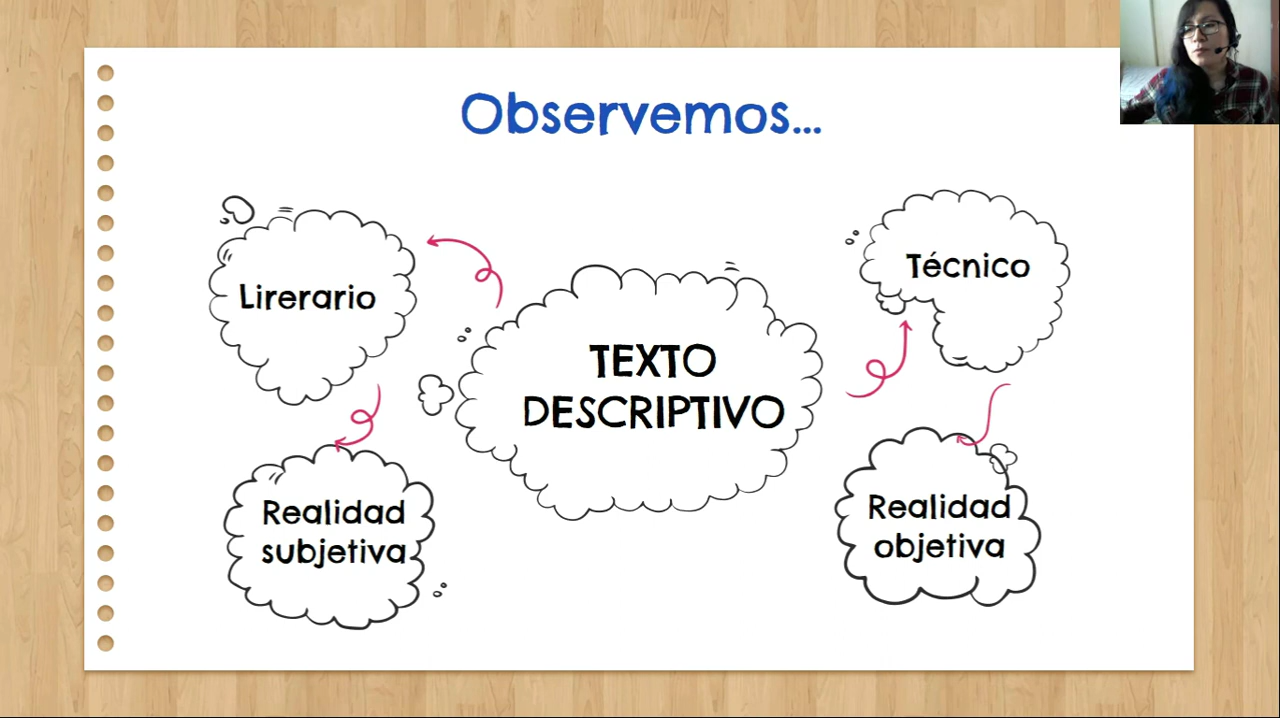 Observemos...
Lirerario
Técnico
TEXTO
DESCRIPTIVO
Realidad
subjetiva
Realidad
objetiva